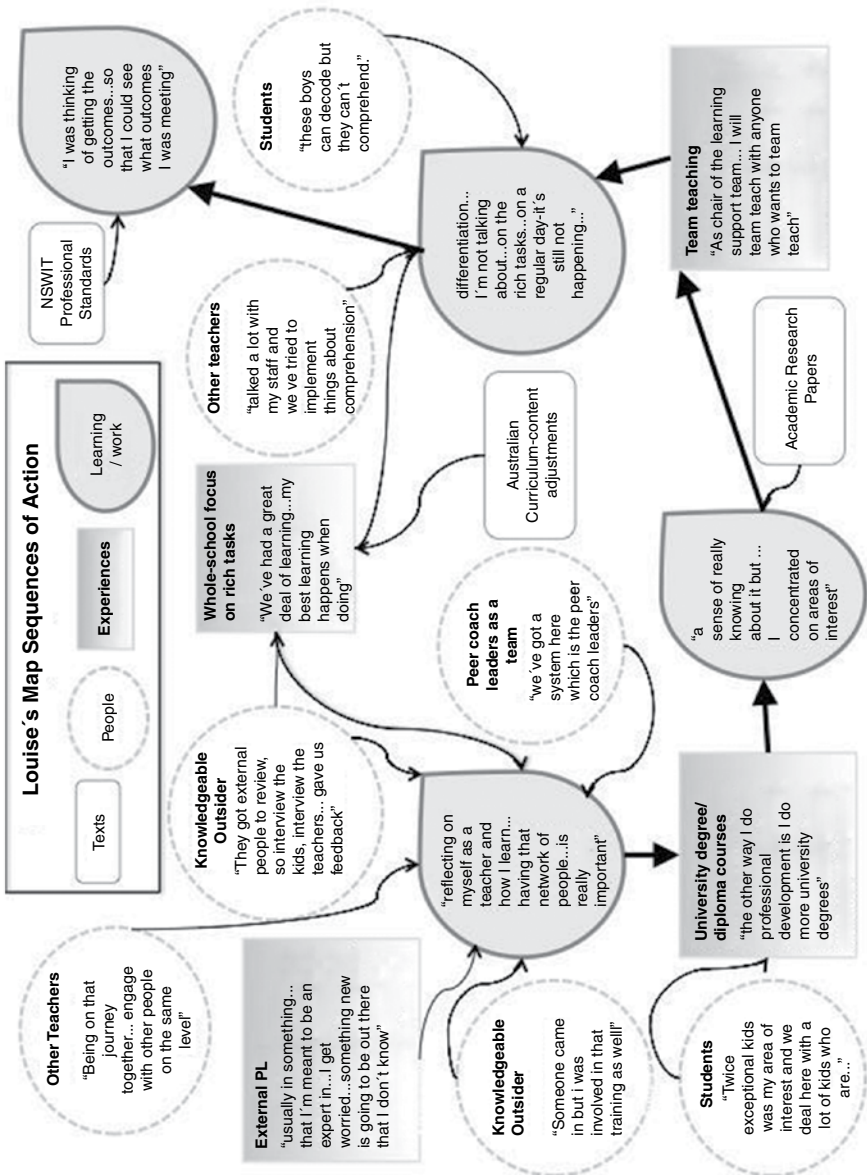 Louise´s Map Sequences of Action
Texts
People
Experiences
Learning
/ work
Other Teachers
“Being on that
journey
together... engage
with other people
on the same
level”
Knowledgeable
Outsider
“They got external
people to review,
so interview the
kids, interview the
teachers... gave us
feedback”
Whole-school focus
on rich tasks
“We´ve had a great
deal of learning...my
best learning
happens when
doing”
Other teachers
“talked a lot with
my staff and
we ve tried to
implement
things about
comprehension”
NSWIT
Professional
Standards
“I was thinking
of getting the
outcomes...so
that I could see
what outcomes
I was meeting”
External PL
“usually in something...
that I´m meant to be an
expert in...I get
worried...something new
is going to be out there
that I don´t know”
“reflecting on
myself as a
teacher and
how I learn...
having that
network of
people...is
really
important”
Peer coach
leaders as a
team
“we´ve got a
system here
which is the peer
coach leaders”
Australian
Curriculum-content
adjustments
differentiation...
I´m not talking
about...on the
rich tasks...on a
regular day-it´s
still not
happening...”
Students
“these boys
can decode but
they can´t
comprehend.”
Knowledgeable
Outsider
“Someone came
in but I was
involved in that
training as well!”
Students
“Twice
exceptional kids
was my area of
interest and we
deal here with a
lot of kids who
are...”
University degree/
diploma courses
“the other way I do
professional
development is I do
more university
degrees”
“a
sense of really
knowing
about it but ...
I
concentrated
on areas of
interest”
Academic Research
Papers
Team teaching
“As chair of the learning
support team... I will
team teach with anyone
who wants to team
teach”